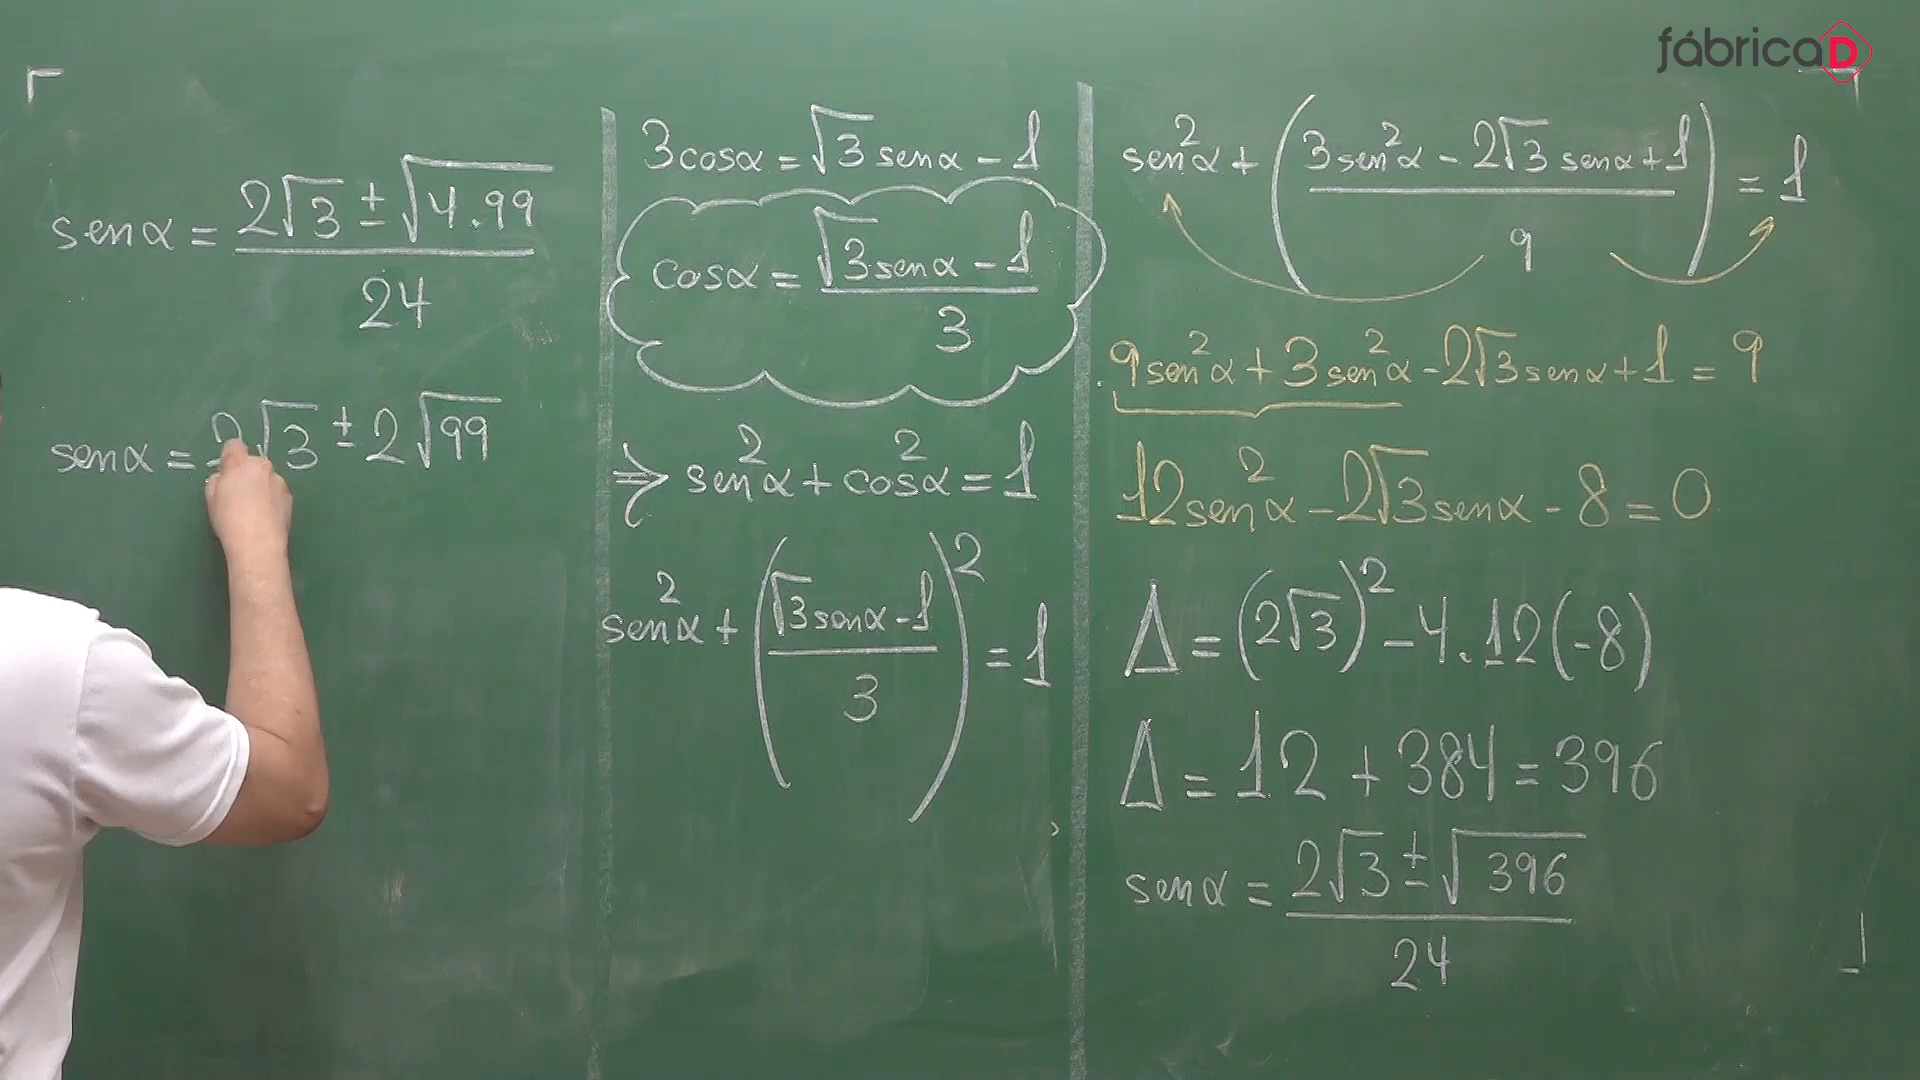 fábricaD
senα = (2√3 ± √(4.99))/24
senα = 2√3 ± 2√99
3cosα = √3 senα - 1
cosα = (√3 senα - 1)/3
⇒ sen²α + cos²α = 1
sen²α + ((√3 senα - 1)/3)² = 1
sen²α + ((3sen²α - 2√3 senα + 1)/9) = 1
9sen²α + 3sen²α - 2√3 senα + 1 = 9
12sen²α - 2√3 senα - 8 = 0
Δ = (2√3)² - 4.12(-8)
Δ = 12 + 384 = 396
senα = (2√3 ± √396)/24